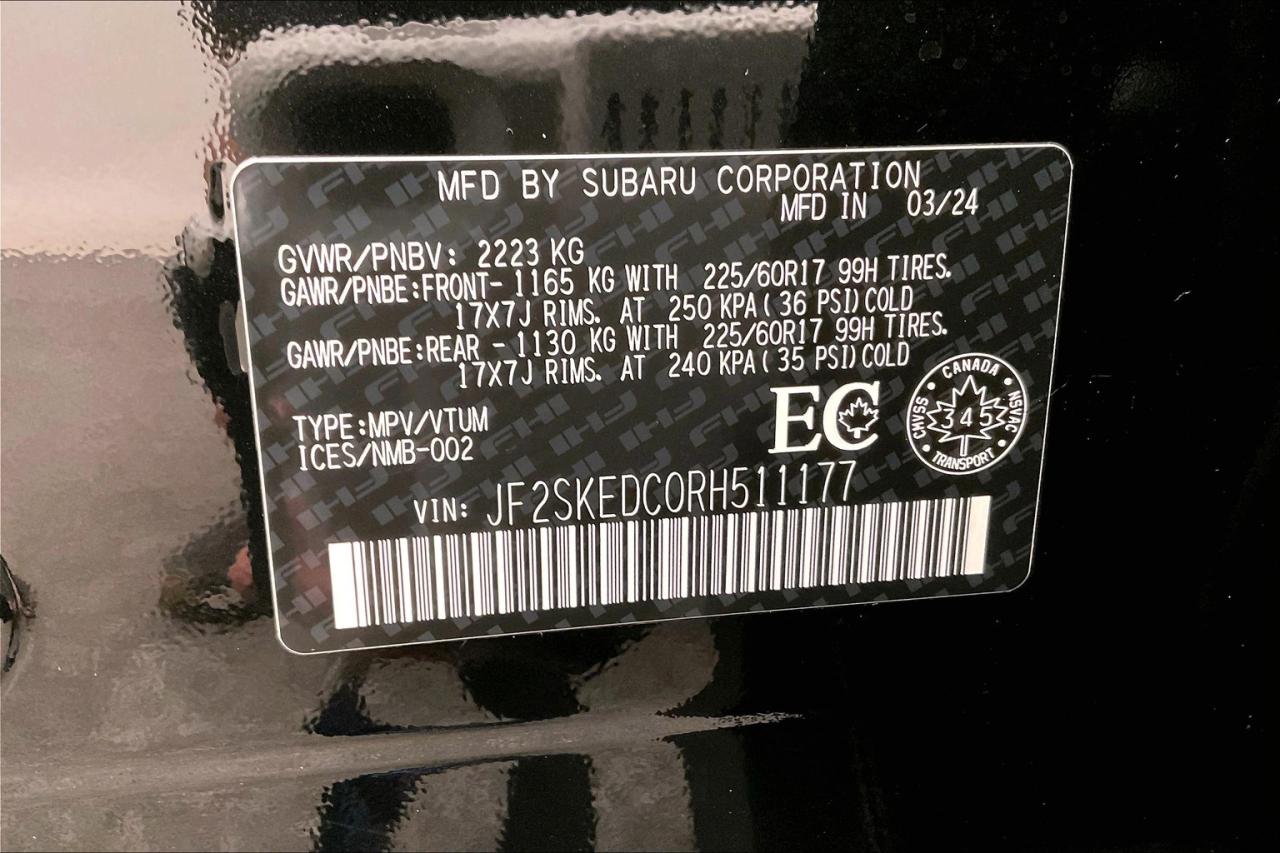 MFD BY SUBARU CORPORATION
MFD IN 03/24
GVWR/PNBV: 2223 KG
GAWR/PNBE:FRONT- 1165 KG WITH 225/60R17 99H TIRES.
17X7J RIMS. AT 250 KPA( 36 PSI)COLD
GAWR/PNBE:REAR - 1130 KG WITH 225/60R17 99H TIRES.
17X7J RIMS. AT 240 KPA( 35 PSI)COLD
TYPE:MPV/VTUM
ICES/NMB-002
EC
CANADA
CMVSS 345 NSVAC
TRANSPORT
VIN: JF2SKEDC0RH511177
FHI